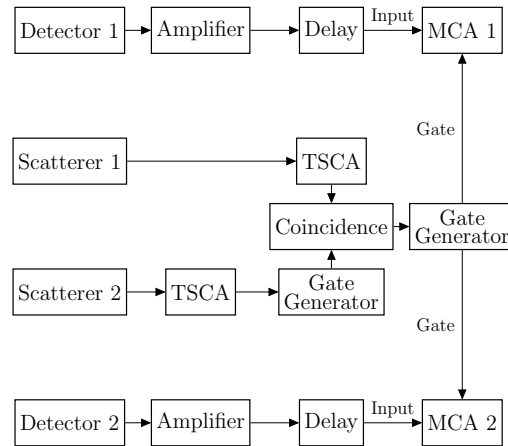 Detector 1
Amplifier
Delay
Input
MCA 1
Gate
Scatterer 1
TSCA
Coincidence
Gate
Generator
Scatterer 2
TSCA
Gate
Generator
Gate
Detector 2
Amplifier
Delay
Input
MCA 2